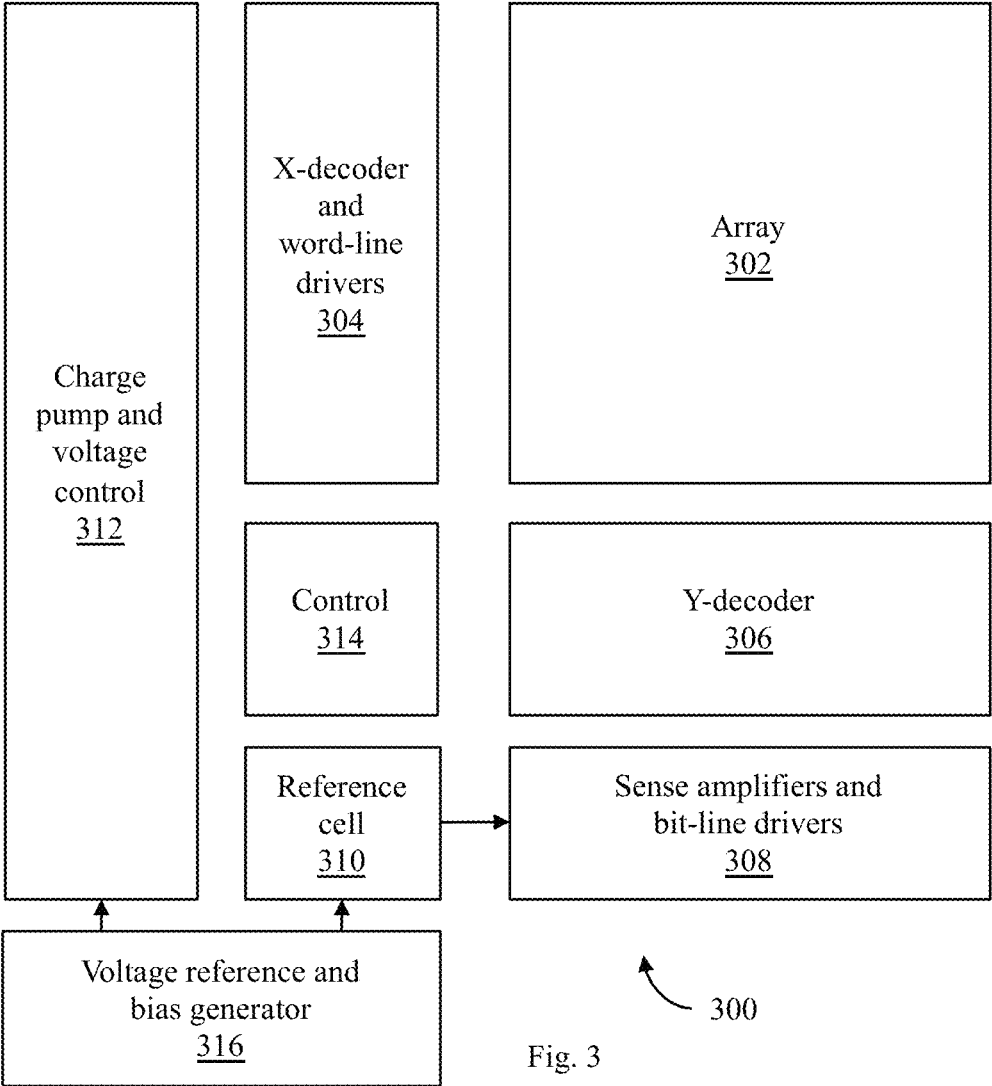 X-decoder
and
word-line
drivers
304
Array
302
Charge
pump and
voltage
control
312
Control
314
Y-decoder
306
Reference
cell
310
Sense amplifiers and
bit-line drivers
308
Voltage reference and
bias generator
316
300
Fig. 3